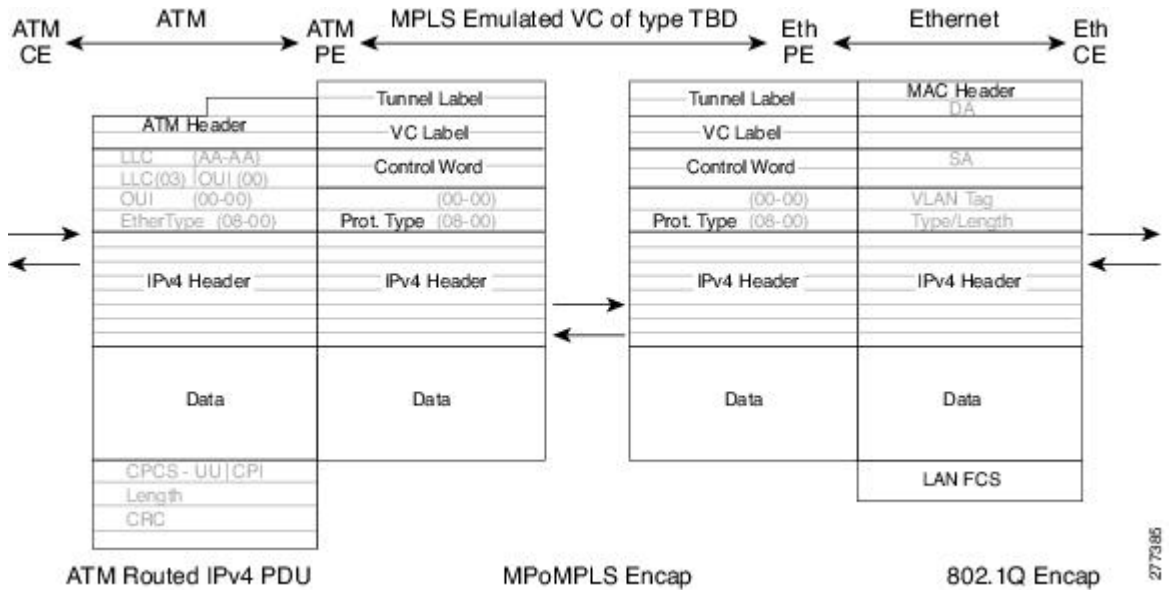 ATM CE ATM ATM PE MPLS Emulated VC of type TBD Eth PE Ethernet Eth CE
Tunnel Label Tunnel Label MAC Header
DA
ATM Header VC Label VC Label
LLC (AA-AA) Control Word Control Word SA
LLC(03) OUI (00)
OUI (00-00) (00-00) (00-00) VLAN Tag
EtherType (08-00) Prot. Type (08-00) Prot. Type (08-00) Type/Length
IPv4 Header IPv4 Header IPv4 Header IPv4 Header
Data Data Data Data
CPCS - UU|CPI LAN FCS
Length
CRC
ATM Routed IPv4 PDU MPoMPLS Encap 802.1Q Encap
277385